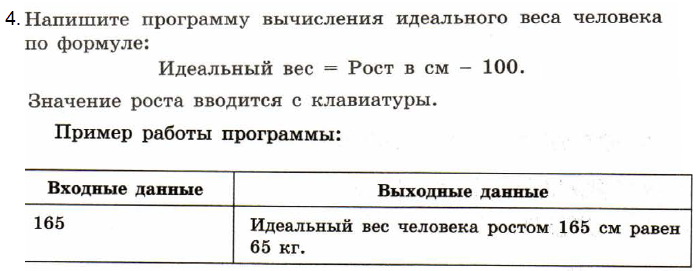 4. Напишите программу вычисления идеального веса человека
по формуле:
Идеальный вес = Рост в см – 100.
Значение роста вводится с клавиатуры.
Пример работы программы:
Входные данные Выходные данные
165 Идеальный вес человека ростом 165 см равен
65 кг.